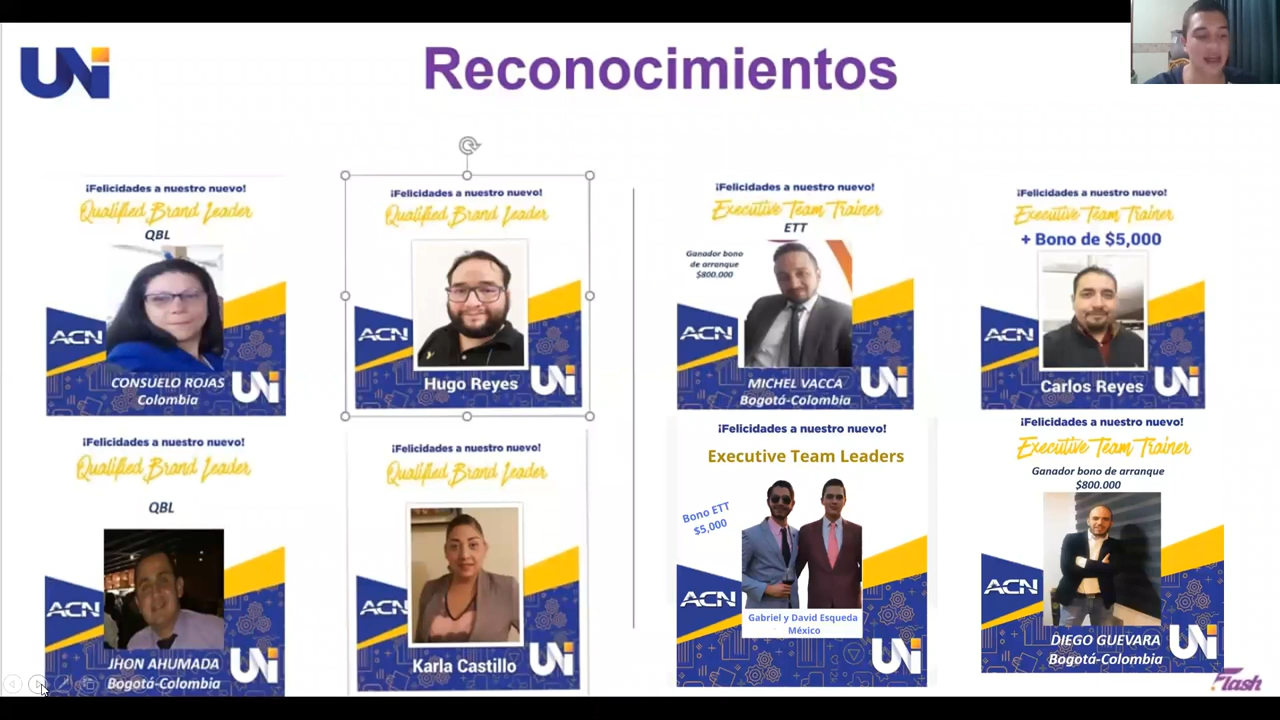 UNi
Reconocimientos
¡Felicidades a nuestro nuevo!
Qualified Brand Leader
QBL
ACN
CONSUELO ROJAS
Colombia
UNi
¡Felicidades a nuestro nuevo!
Qualified Brand Leader
ACN
Hugo Reyes
UNi
¡Felicidades a nuestro nuevo!
Executive Team Trainer
ETT
Ganador bono
de arranque
$800.000
ACN
MICHEL VACCA
Bogotá-Colombia
UNi
¡Felicidades a nuestro nuevo!
Executive Team Trainer
+ Bono de $5,000
ACN
Carlos Reyes
UNi
¡Felicidades a nuestro nuevo!
Qualified Brand Leader
QBL
ACN
JHON AHUMADA
Bogotá-Colombia
UNi
¡Felicidades a nuestro nuevo!
Qualified Brand Leader
ACN
Karla Castillo
UNi
¡Felicidades a nuestro nuevo!
Executive Team Leaders
Bono ETT
$5,000
ACN
Gabriel y David Esqueda
México
UNi
¡Felicidades a nuestro nuevo!
Executive Team Trainer
Ganador bono de arranque
$800.000
ACN
DIEGO GUEVARA
Bogotá-Colombia
UNi
Flash